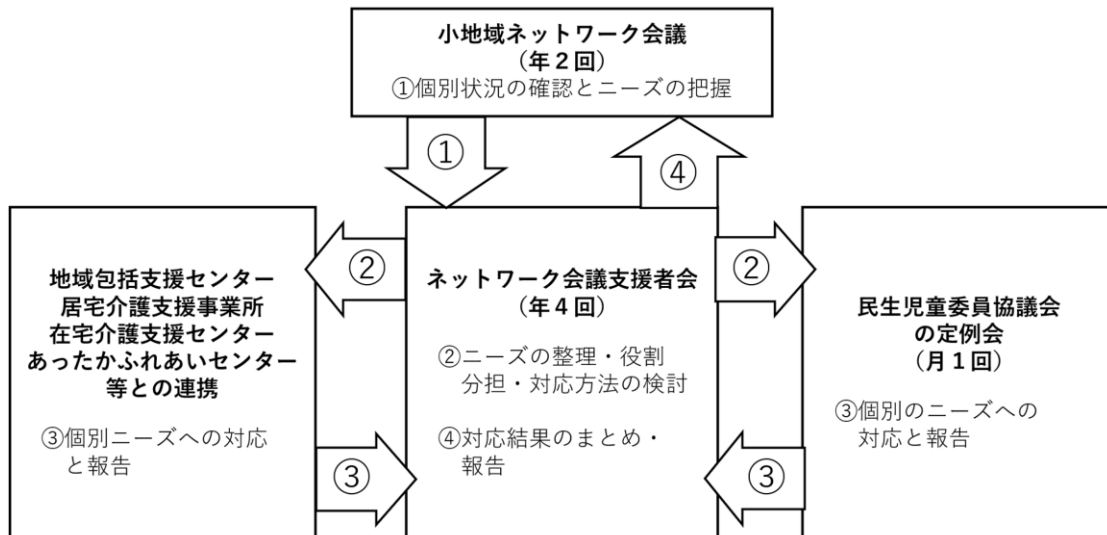 小地域ネットワーク会議
（年２回）
①個別状況の確認とニーズの把握
①
④
地域包括支援センター
居宅介護支援事業所
在宅介護支援センター
あったかふれあいセンター
等との連携
③個別ニーズへの対応
と報告
②
③
ネットワーク会議支援者会
（年４回）
②ニーズの整理・役割
分担・対応方法の検討
④対応結果のまとめ・
報告
②
③
民生児童委員協議会
の定例会
（月１回）
③個別のニーズへの
対応と報告